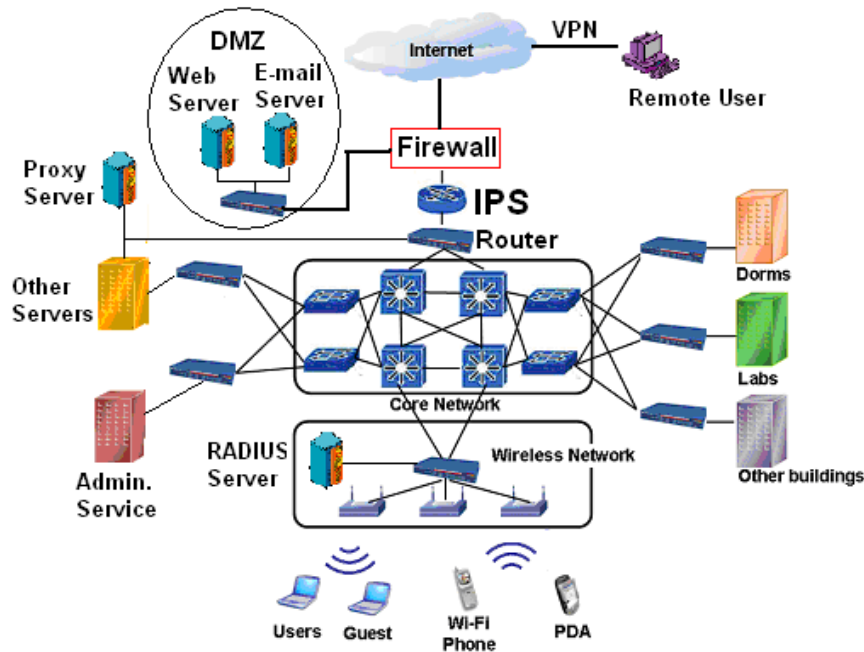 DMZ
Web
Server
E-mail
Server
Internet
VPN
Remote User
Firewall
Proxy
Server
IPS
Router
Other
Servers
Dorms
Labs
Core Network
Admin.
Service
RADIUS
Server
Wireless Network
Other buildings
Users
Guest
Wi-Fi
Phone
PDA